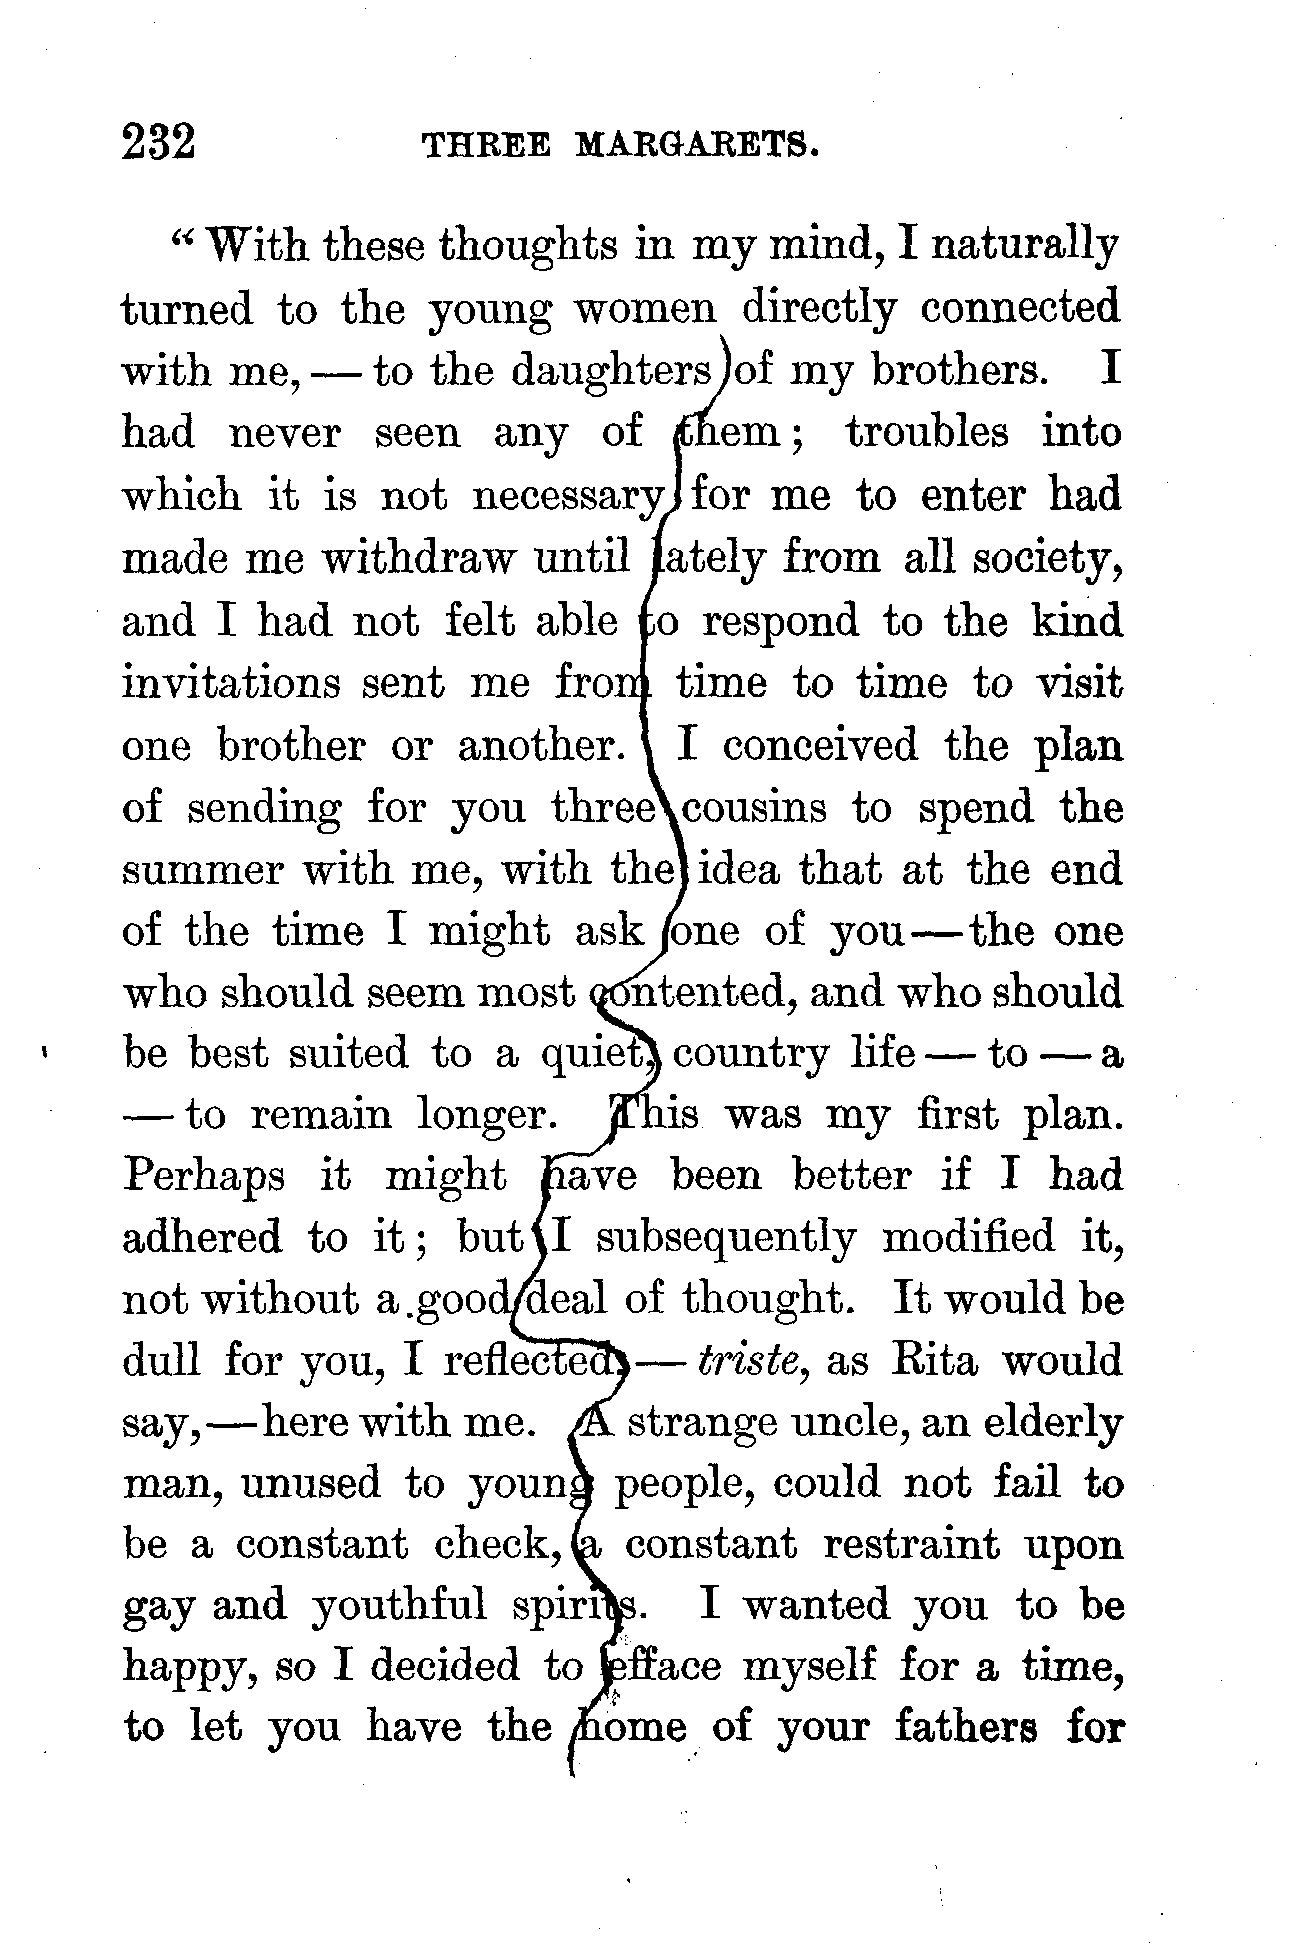 232 THREE MARGARETS.
“With these thoughts in my mind, I naturally
turned to the young women directly connected
with me, — to the daughters of my brothers. I
had never seen any of them; troubles into
which it is not necessary for me to enter had
made me withdraw until lately from all society,
and I had not felt able to respond to the kind
invitations sent me from time to time to visit
one brother or another. I conceived the plan
of sending for you three cousins to spend the
summer with me, with the idea that at the end
of the time I might ask one of you—the one
who should seem most contented, and who should
be best suited to a quiet, country life — to — a
— to remain longer. This was my first plan.
Perhaps it might have been better if I had
adhered to it; but I subsequently modified it,
not without a good deal of thought. It would be
dull for you, I reflected, — triste, as Rita would
say,—here with me. A strange uncle, an elderly
man, unused to young people, could not fail to
be a constant check, a constant restraint upon
gay and youthful spirits. I wanted you to be
happy, so I decided to efface myself for a time,
to let you have the home of your fathers for